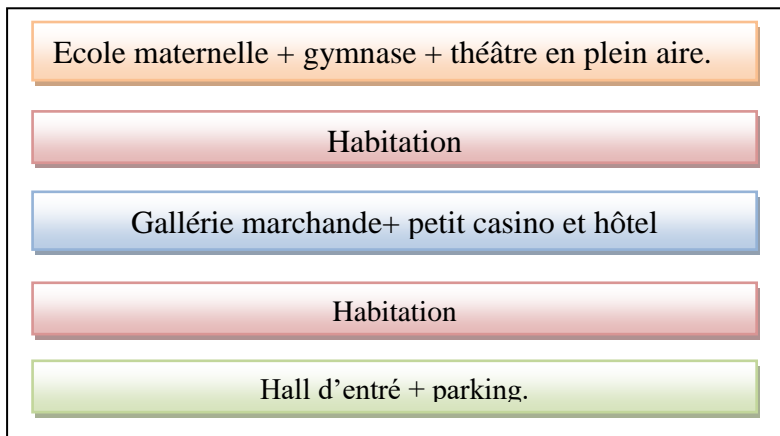 Ecole maternelle + gymnase + théâtre en plein aire.
Habitation
Gallérie marchande+ petit casino et hôtel
Habitation
Hall d’entré + parking.